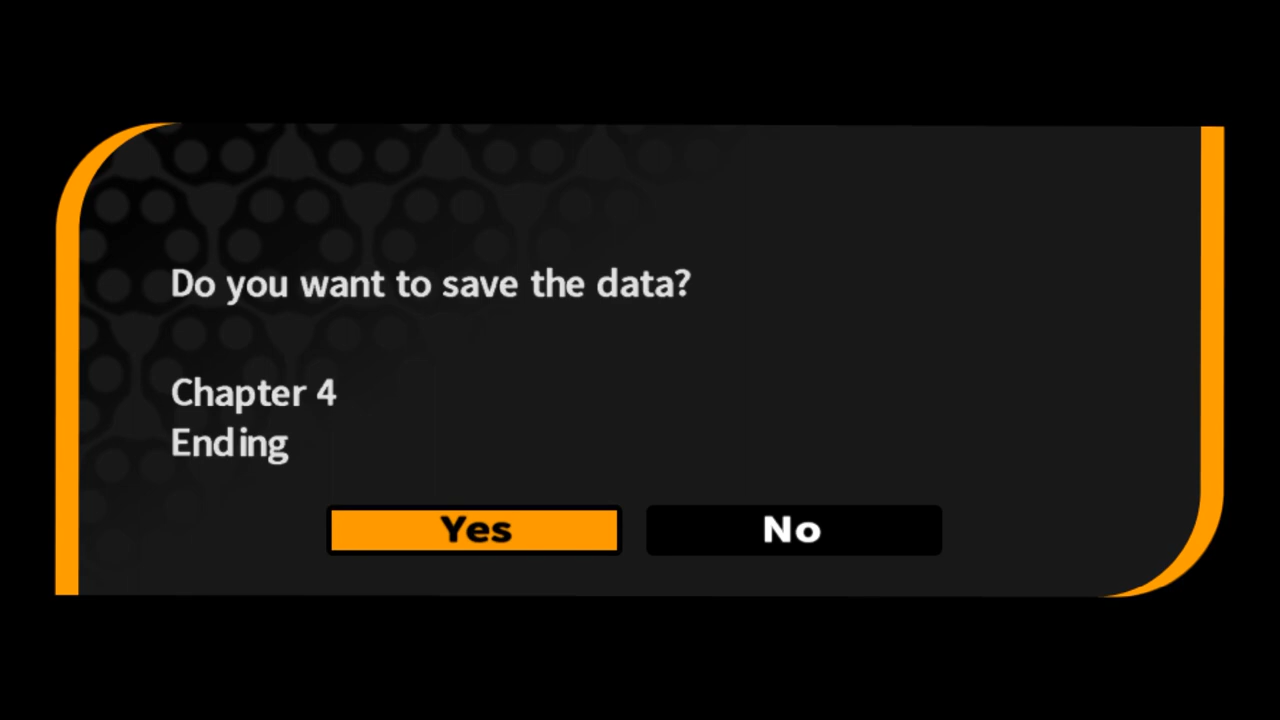 Do you want to save the data?
Chapter 4
Ending
Yes No